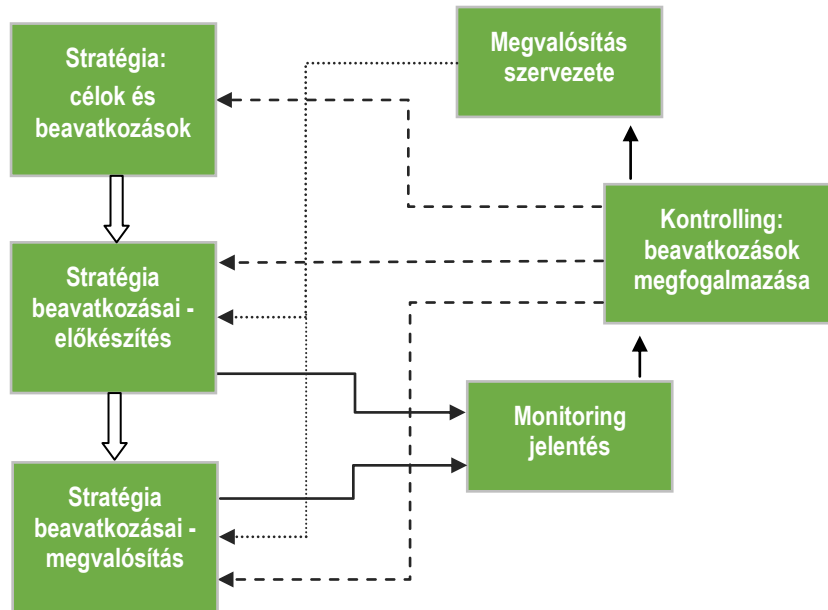 Stratégia:
célok és
beavatkozások
Megvalósítás
szervezete
Kontrolling:
beavatkozások
megfogalmazása
Stratégia
beavatkozásai -
előkészítés
Monitoring
jelentés
Stratégia
beavatkozásai -
megvalósítás